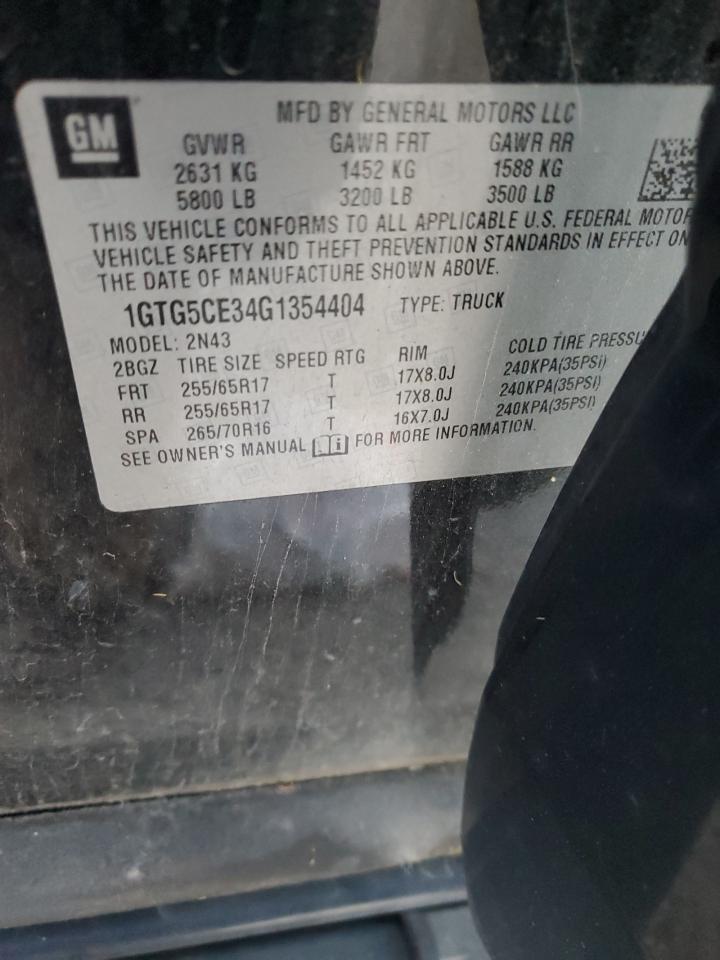 GM
MFD BY GENERAL MOTORS LLC
GVWR GAWR FRT GAWR RR
2631 KG 1452 KG 1588 KG
5800 LB 3200 LB 3500 LB
THIS VEHICLE CONFORMS TO ALL APPLICABLE U.S. FEDERAL MOTOR
VEHICLE SAFETY AND THEFT PREVENTION STANDARDS IN EFFECT ON
THE DATE OF MANUFACTURE SHOWN ABOVE.
1GTG5CE34G1354404 TYPE: TRUCK
MODEL: 2N43
2BGZ TIRE SIZE SPEED RTG RIM COLD TIRE PRESSU
FRT 255/65R17 T 17X8.0J 240KPA(35PSI)
RR 255/65R17 T 17X8.0J 240KPA(35PSI)
SPA 265/70R16 T 16X7.0J 240KPA(35PSI)
SEE OWNER'S MANUAL FOR MORE INFORMATION.